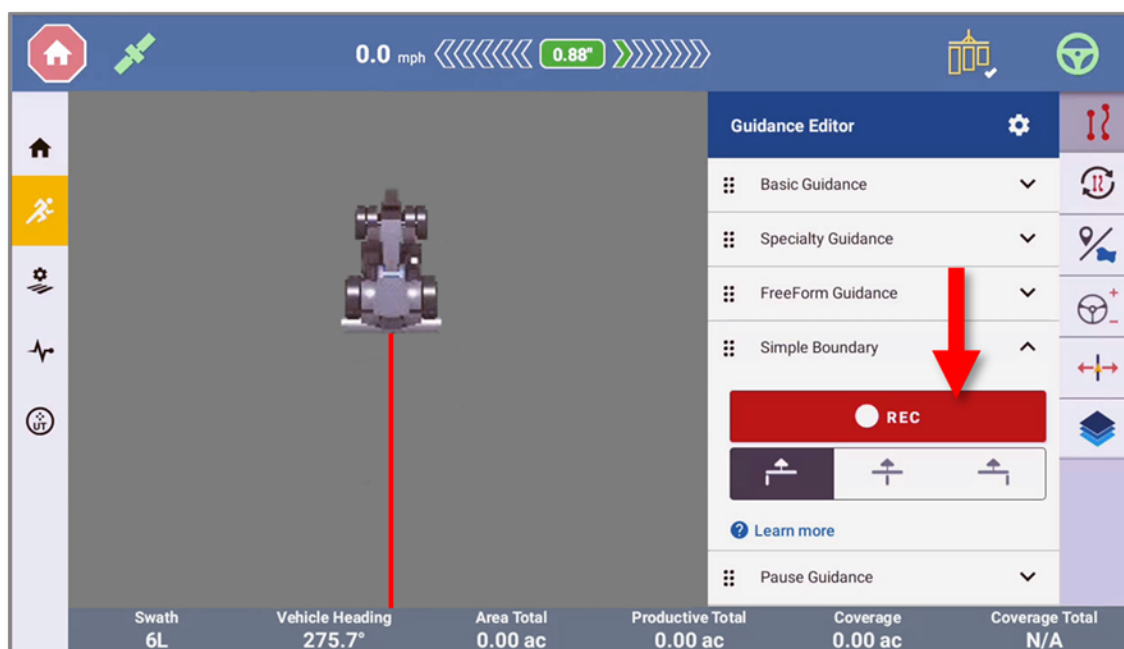 0.0 mph 0.88"
Guidance Editor
Basic Guidance
Specialty Guidance
FreeForm Guidance
Simple Boundary
REC
Learn more
Pause Guidance
UT
Swath Vehicle Heading Area Total Productive Total Coverage Coverage Total
6L 275.7° 0.00 ac 0.00 ac 0.00 ac N/A